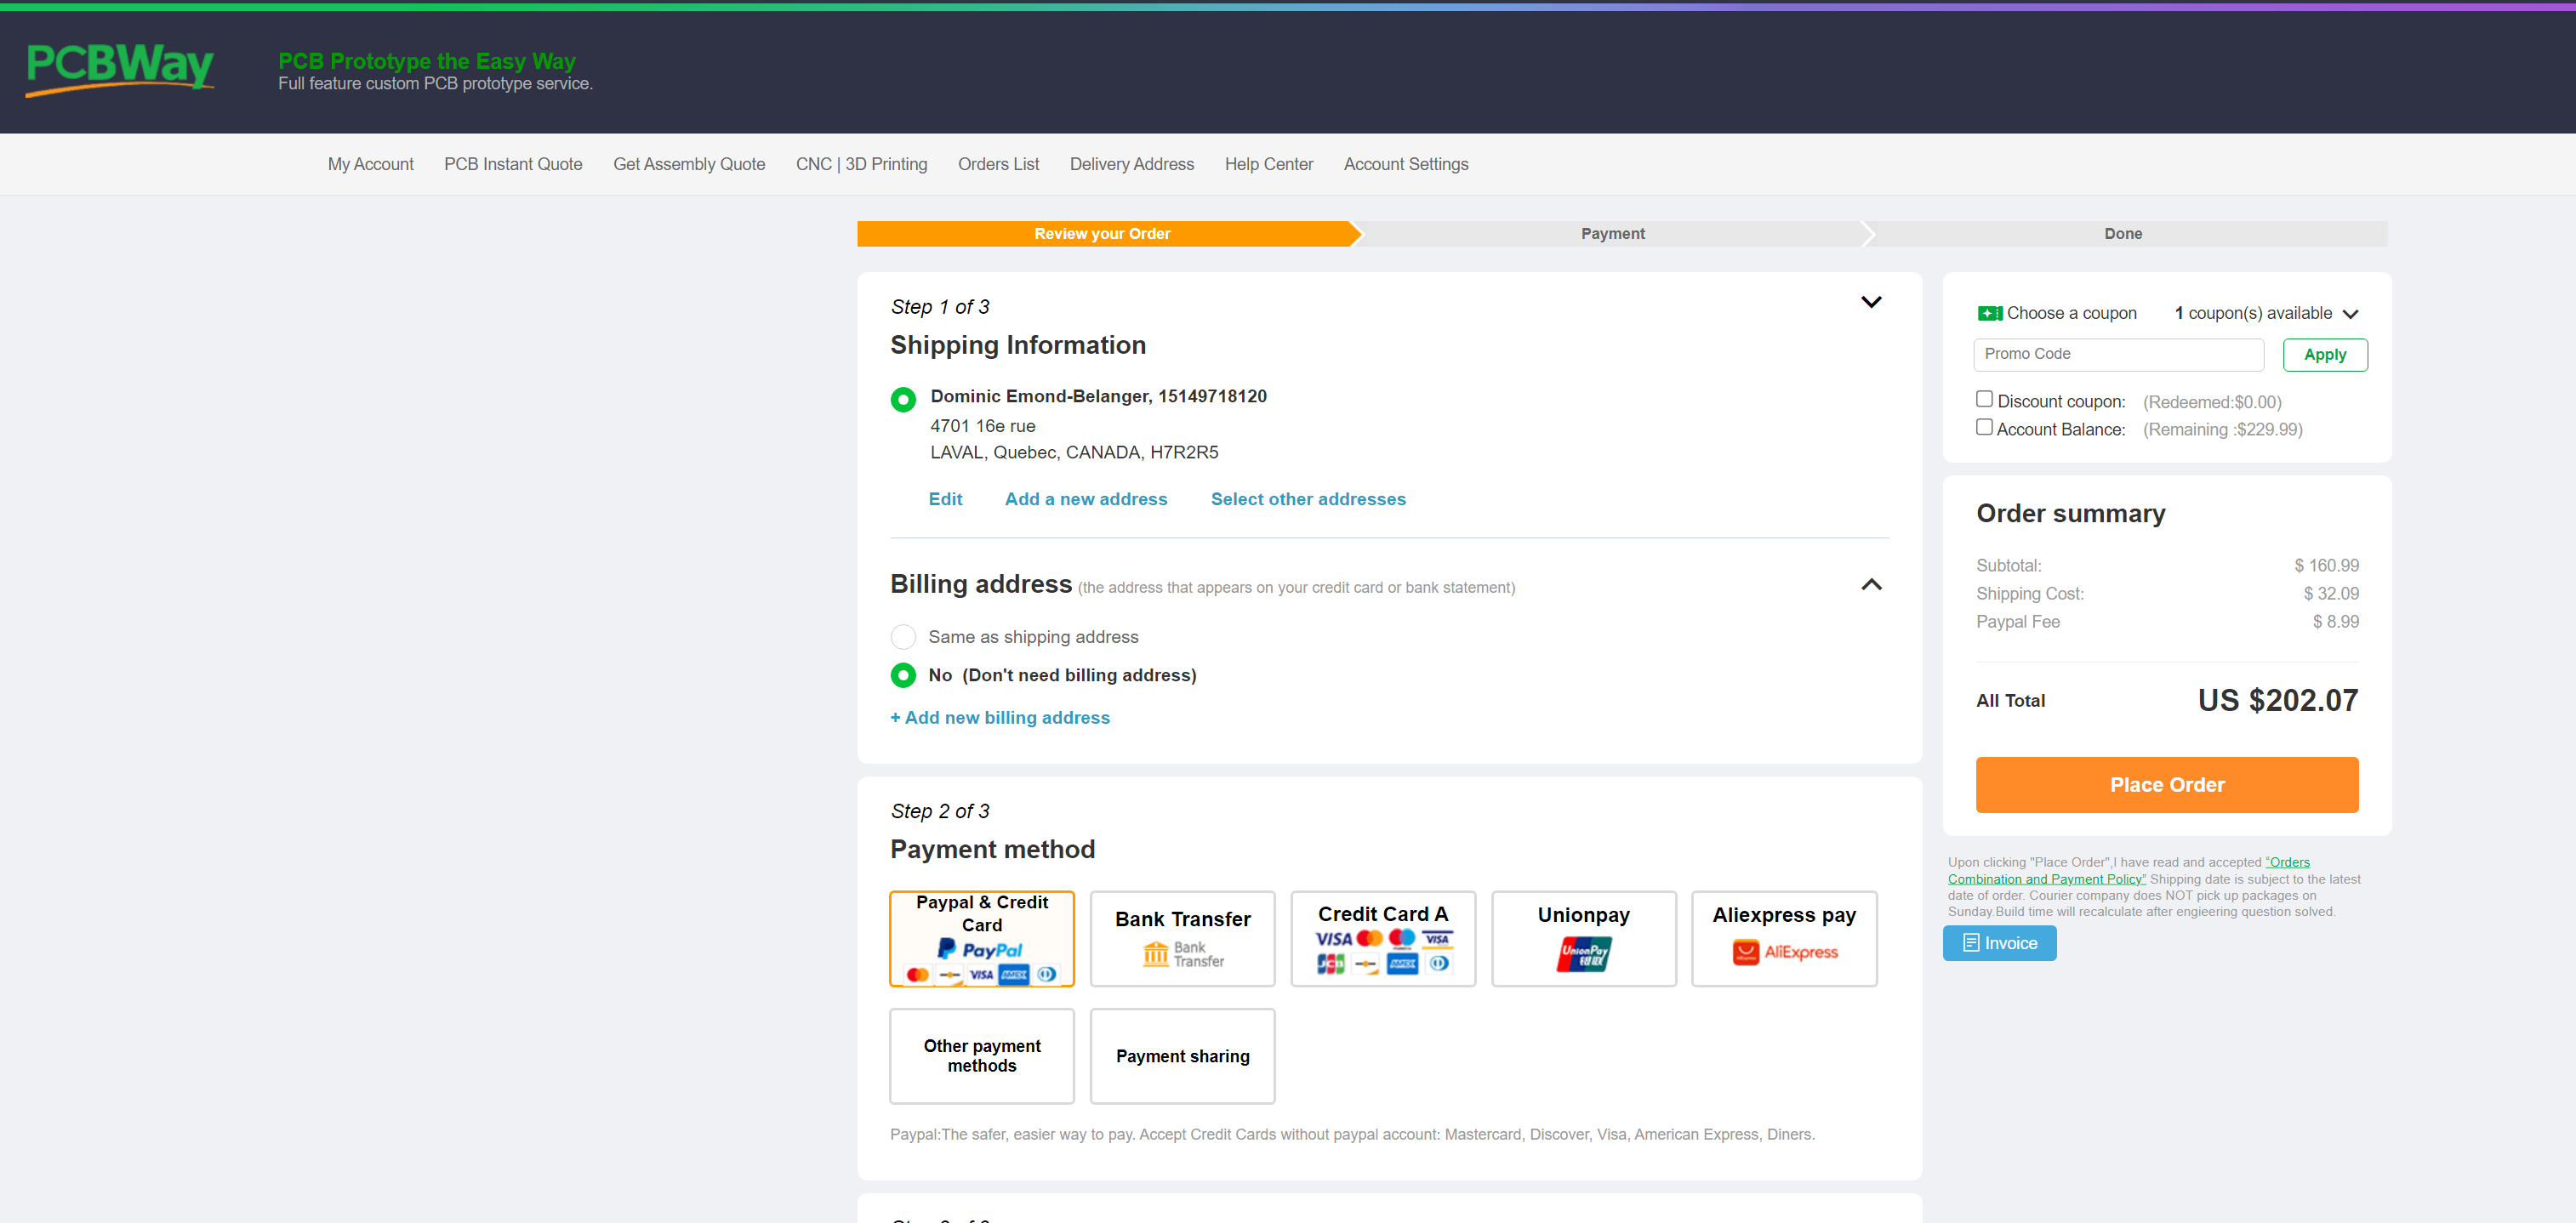 PCBWay
PCB Prototype the Easy Way
Full feature custom PCB prototype service.
My Account PCB Instant Quote Get Assembly Quote CNC | 3D Printing Orders List Delivery Address Help Center Account Settings
Review your Order Payment Done
Step 1 of 3
Shipping Information
Dominic Emond-Belanger, 15149718120
4701 16e rue
LAVAL, Quebec, CANADA, H7R2R5
Edit Add a new address Select other addresses
Billing address (the address that appears on your credit card or bank statement)
Same as shipping address
No (Don't need billing address)
+ Add new billing address
Step 2 of 3
Payment method
Paypal & Credit
Card
PayPal
VISA AMEX
Bank Transfer
Bank
Transfer
Credit Card A
VISA VISA
JCB AMEX
Unionpay
UnionPay
银联
Aliexpress pay
AliExpress
Other payment
methods
Payment sharing
Paypal:The safer, easier way to pay. Accept Credit Cards without paypal account: Mastercard, Discover, Visa, American Express, Diners.
Choose a coupon 1 coupon(s) available
Promo Code Apply
Discount coupon: (Redeemed:$0.00)
Account Balance: (Remaining :$229.99)
Order summary
Subtotal: $ 160.99
Shipping Cost: $ 32.09
Paypal Fee $ 8.99
All Total US $202.07
Place Order
Upon clicking "Place Order",I have read and accepted "Orders
Combination and Payment Policy" Shipping date is subject to the latest
date of order. Courier company does NOT pick up packages on
Sunday.Build time will recalculate after engieering question solved.
Invoice